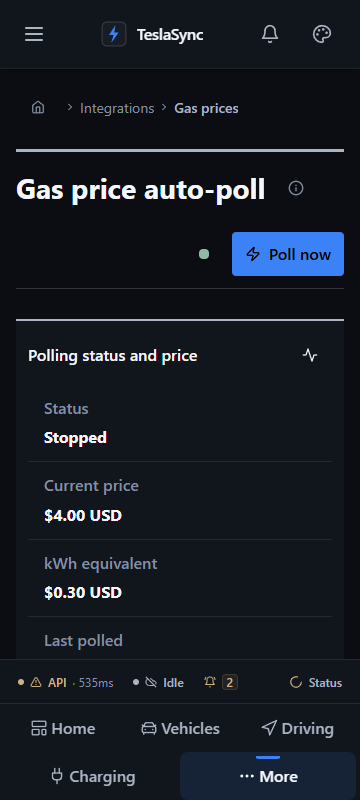 TeslaSync
Integrations > Gas prices
Gas price auto-poll
Poll now
Polling status and price
Status
Stopped
Current price
$4.00 USD
kWh equivalent
$0.30 USD
Last polled
API · 535ms Idle 2 Status
Home Vehicles Driving
Charging More